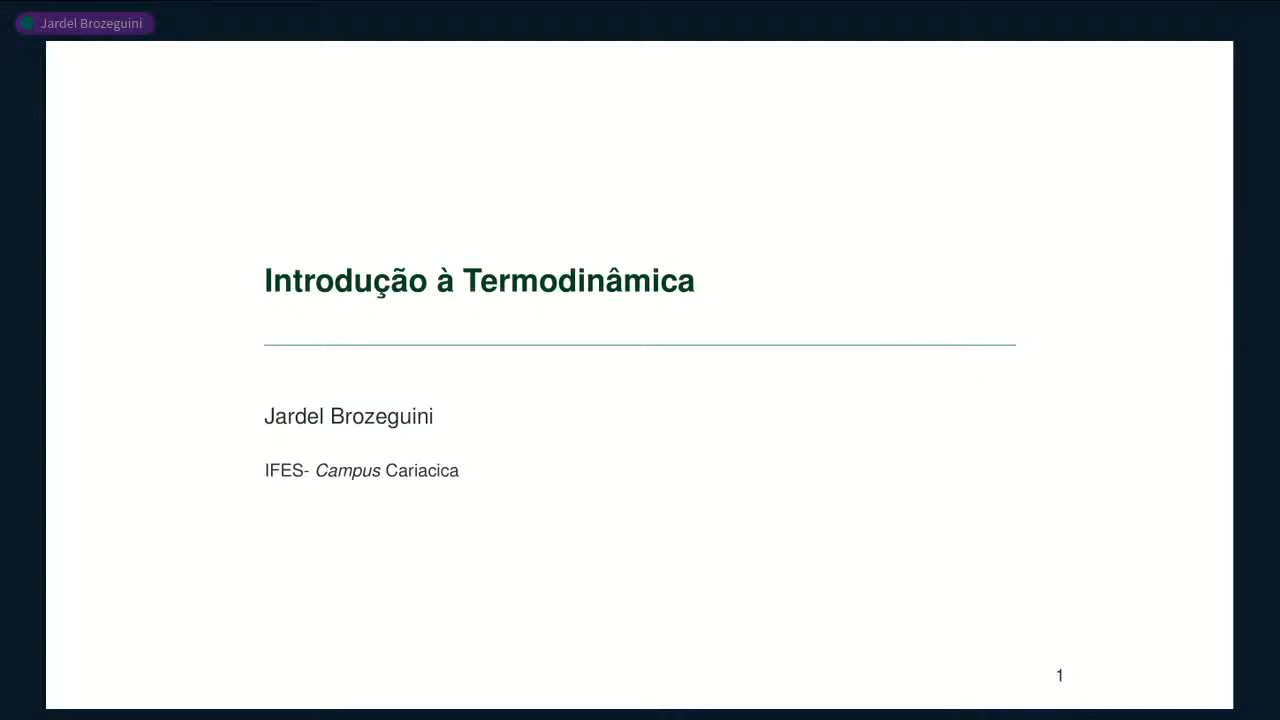 Jardel Brozeguini
Introdução à Termodinâmica
Jardel Brozeguini
IFES- Campus Cariacica
1